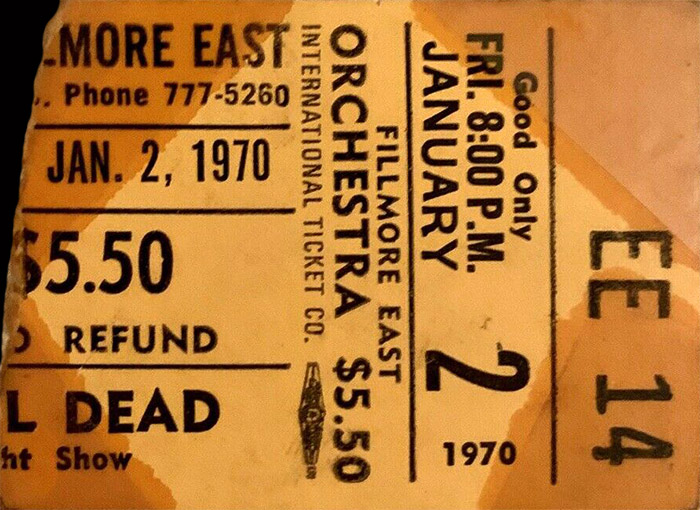 .MORE EAST
. Phone 777-5260
JAN. 2, 1970
$5.50
REFUND
L DEAD
ht Show
INTERNATIONAL TICKET CO.
ORCHESTRA $5.50
FILLMORE EAST
JANUARY 2
FRI. 8:00 P.M.
Good Only
1970
EE 14